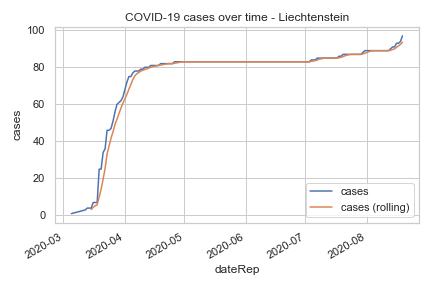 COVID-19 cases over time - Liechtenstein
100
80
60
40
20
0
cases
cases
cases (rolling)
2020-03
2020-04
2020-05
2020-06
2020-07
2020-08
dateRep